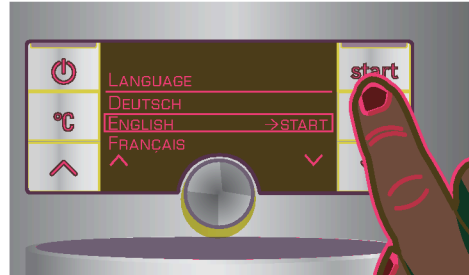 LANGUAGE
DEUTSCH
ENGLISH →START
FRANÇAIS
°C
start